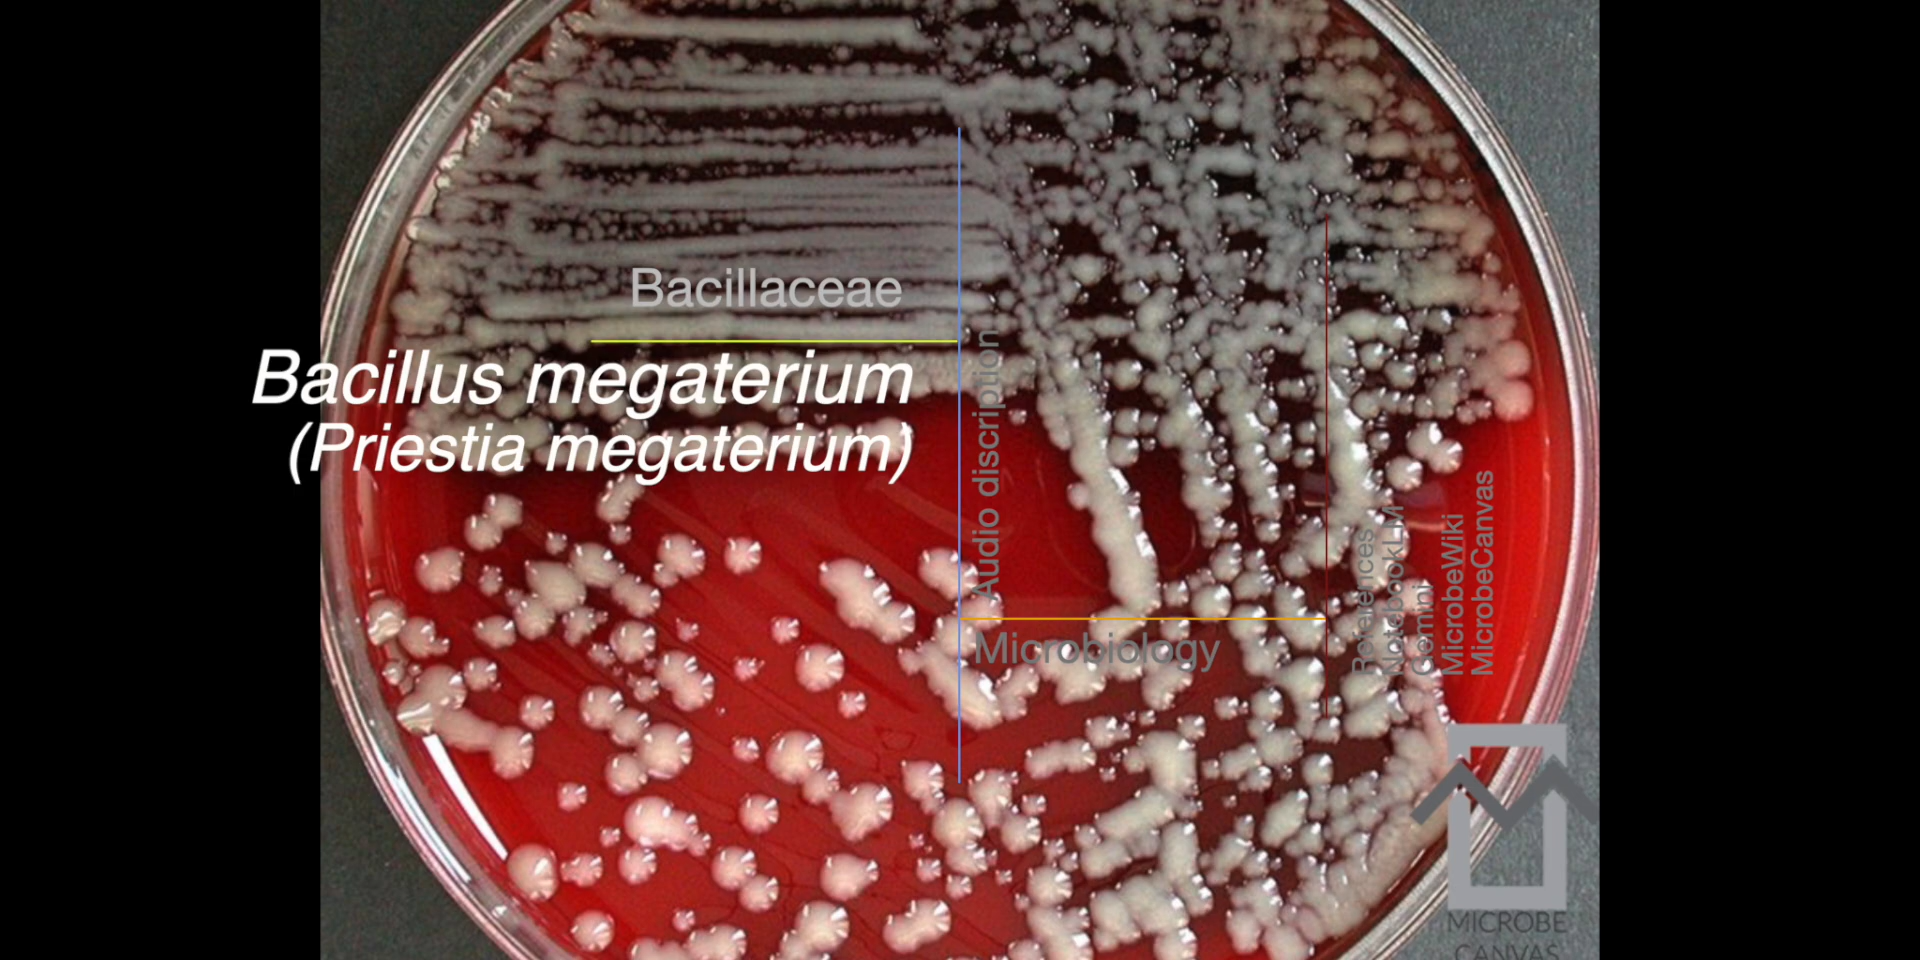 Bacillaceae
Bacillus megaterium
(Priestia megaterium)
Audio discription
Microbiology
References
NotebookLM
Gemini
MicrobeWiki
MicrobeCanvas
MICROBE
CANVAS